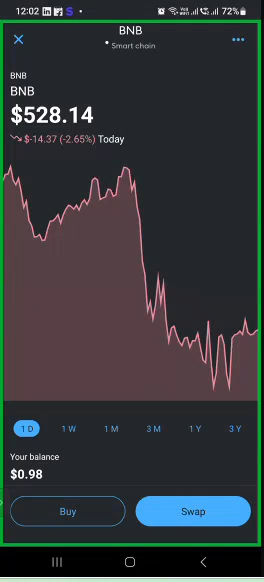 12:02
72%
BNB
Smart chain
BNB
BNB
$528.14
$-14.37 (-2.65%) Today
1 D 1 W 1 M 3 M 1 Y 3 Y
Your balance
$0.98
Buy Swap